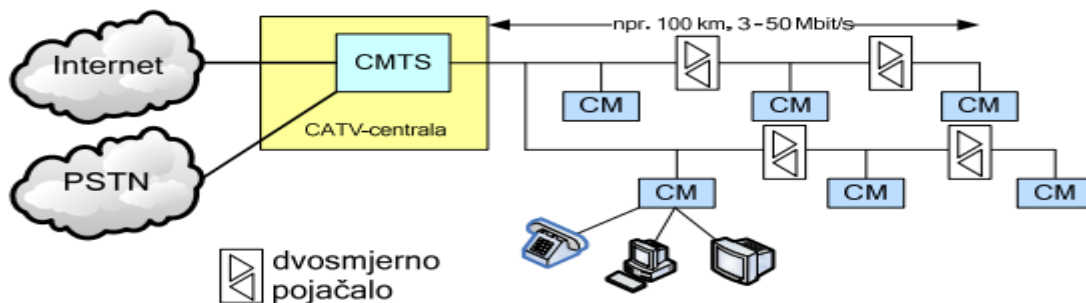 npr. 100 km, 3-50 Mbit/s
Internet
CMTS
CM
CM
CM
CATV-centrala
PSTN
CM
CM
CM
dvosmjerno
pojačalo